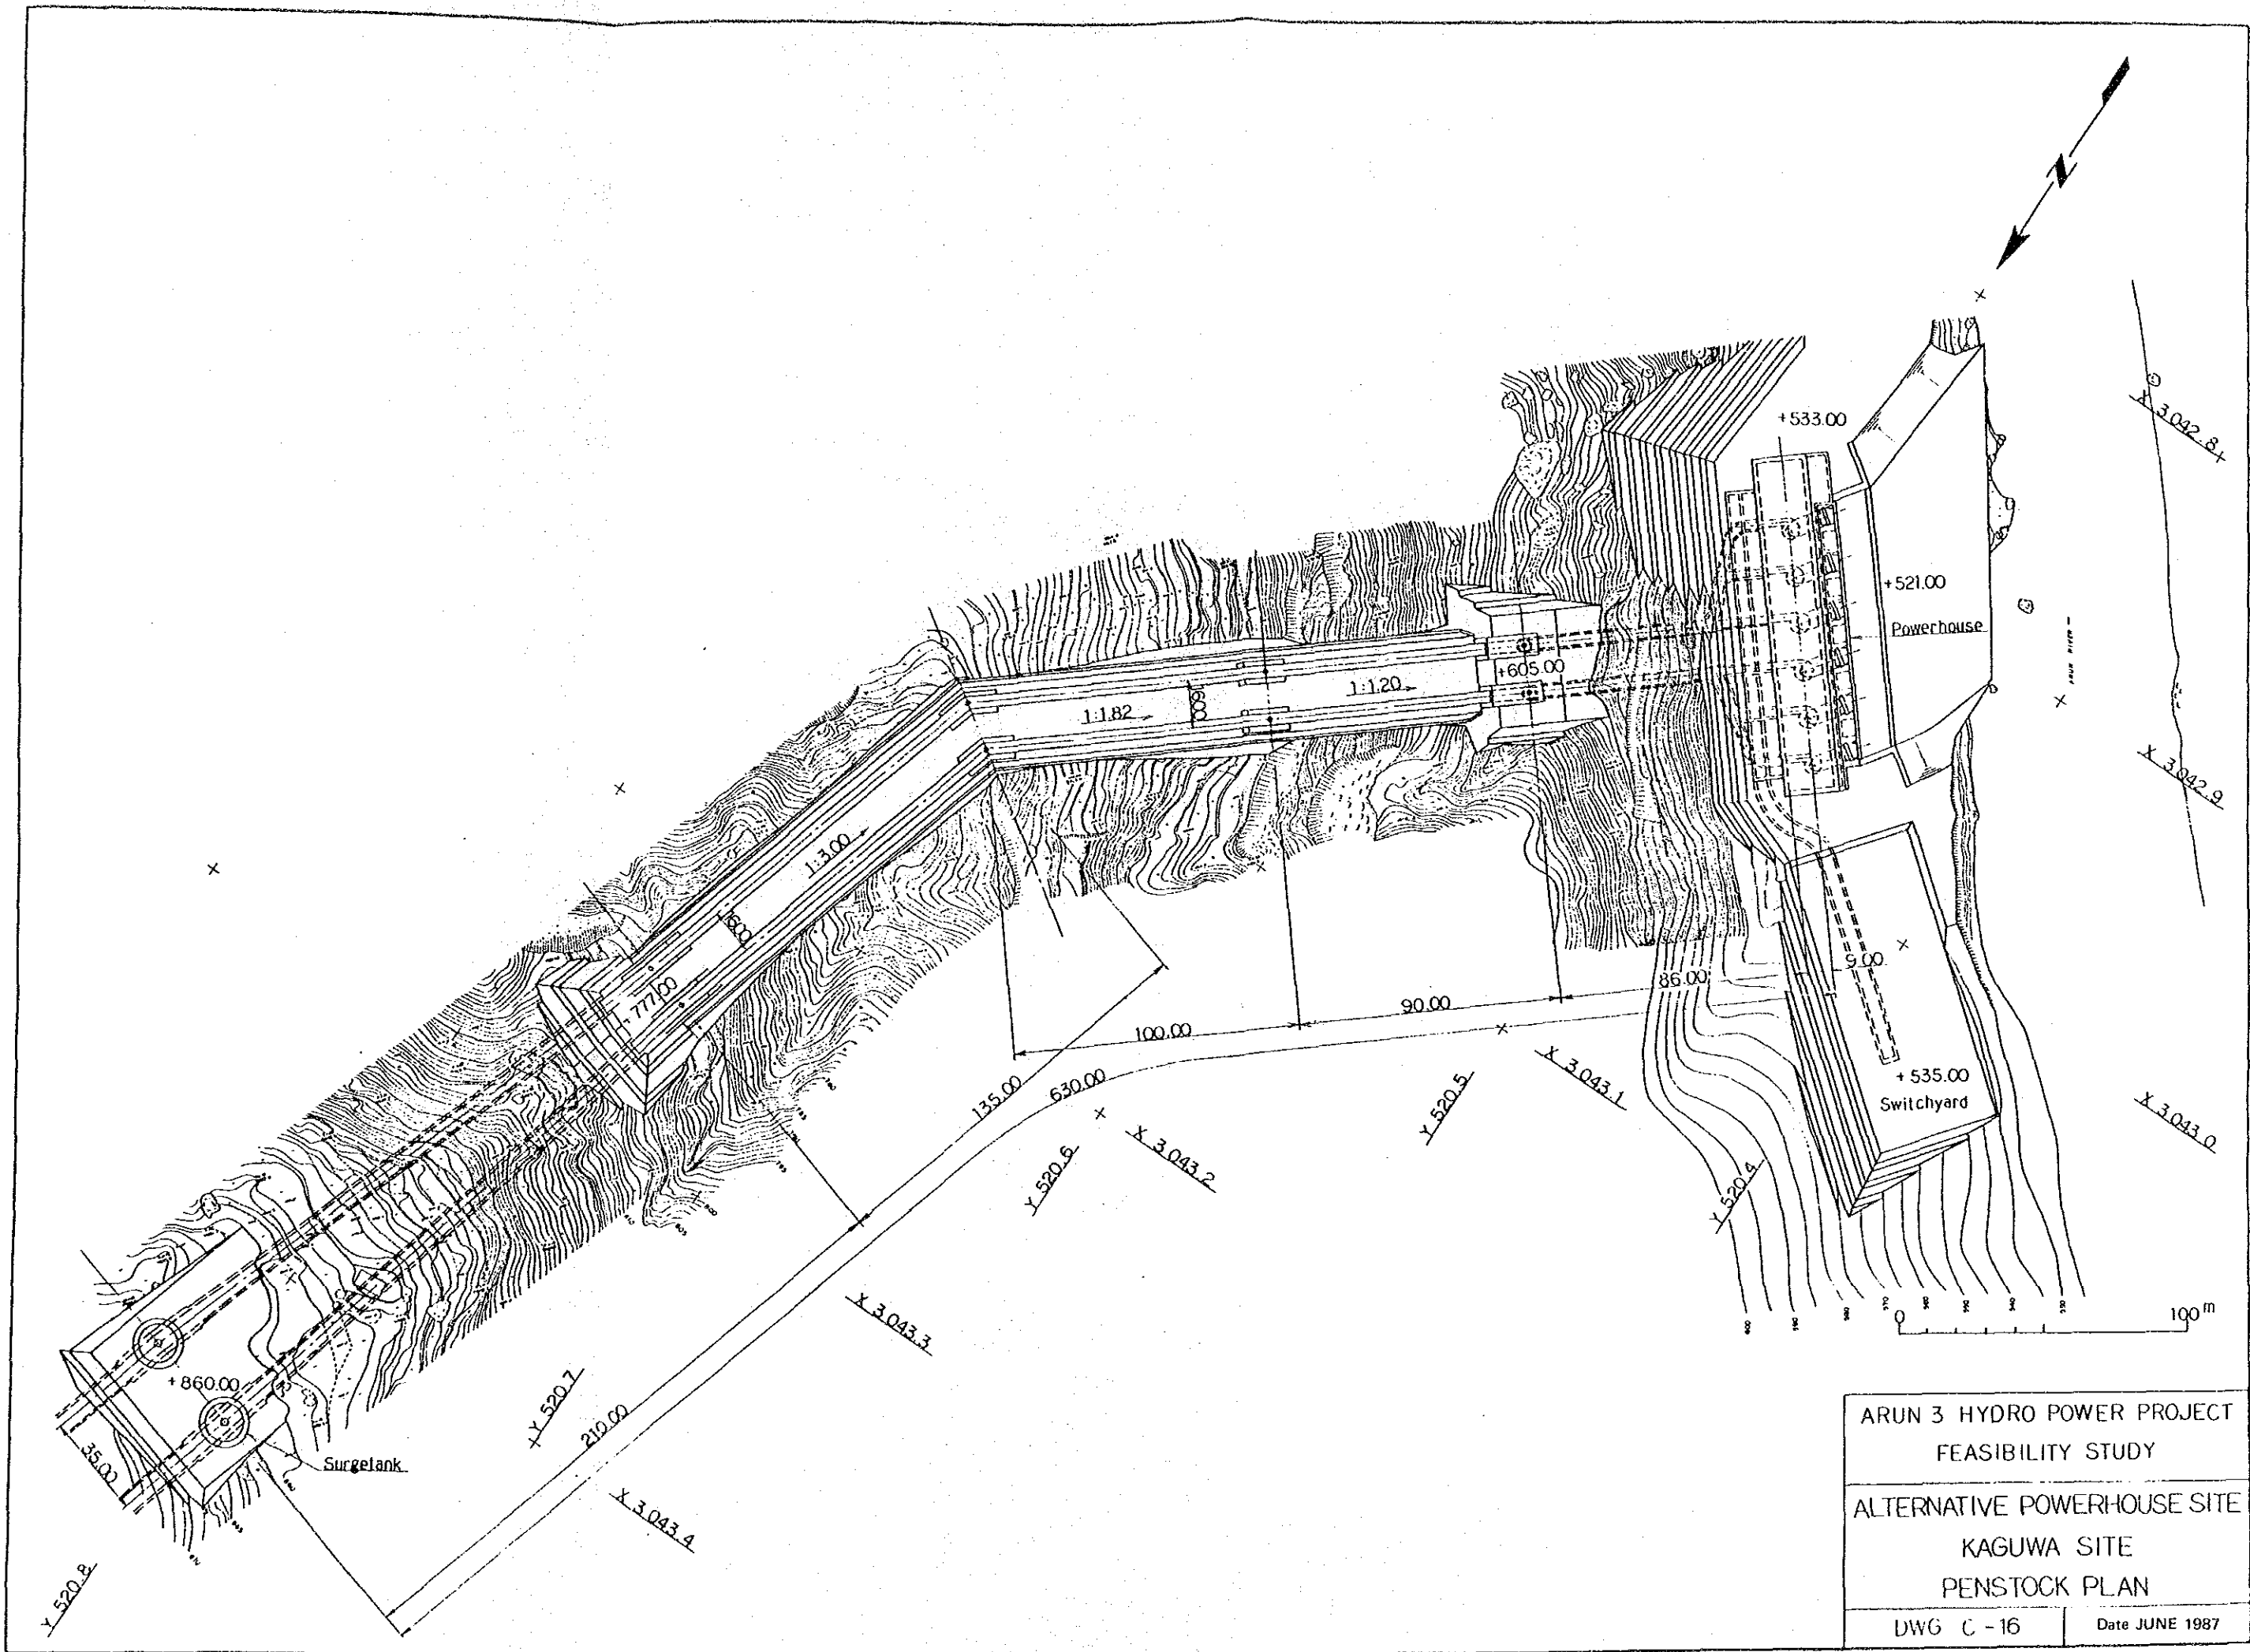 N
+533.00
X 3.042.8
+521.00
Powerhouse
+605.00
1:1.20
16.00
1:1.82
X 3.042.9
1:3.00
16.00
777.00
9.00
86.00
90.00
100.00
+535.00
Switchyard
X 3.043.0
X 3.043.1
Y 520.5
135.00
630.00
X 3.043.2
Y 520.6
Y 520.4
X 3.043.3
0
100 m
+860.00
Y 520.7
210.00
35.00
Surgetank
X 3.043.4
Y 520.8
ARUN 3 HYDRO POWER PROJECT
FEASIBILITY STUDY
ALTERNATIVE POWERHOUSE SITE
KAGUWA SITE
PENSTOCK PLAN
DWG C-16
Date JUNE 1987